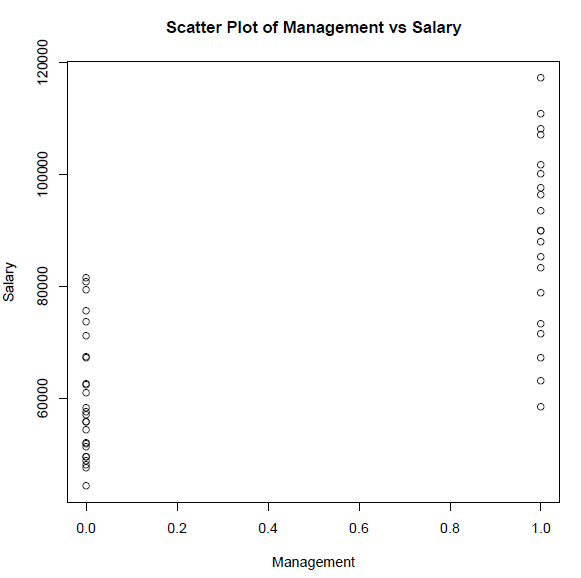 Scatter Plot of Management vs Salary
120000
100000
80000
60000
Salary
0.0 0.2 0.4 0.6 0.8 1.0
Management